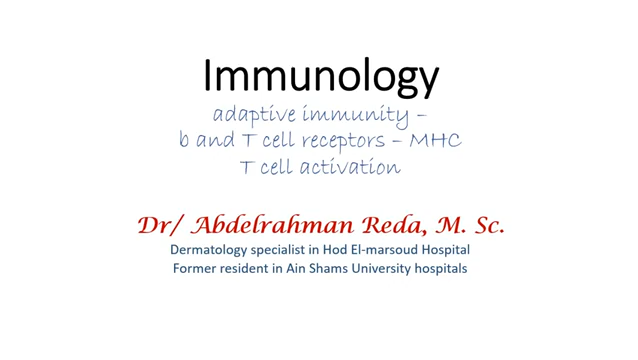 Immunology
adaptive immunity –
b and T cell receptors – MHC
T cell activation
Dr/ Abdelrahman Reda, M. Sc.
Dermatology specialist in Hod El-marsoud Hospital
Former resident in Ain Shams University hospitals